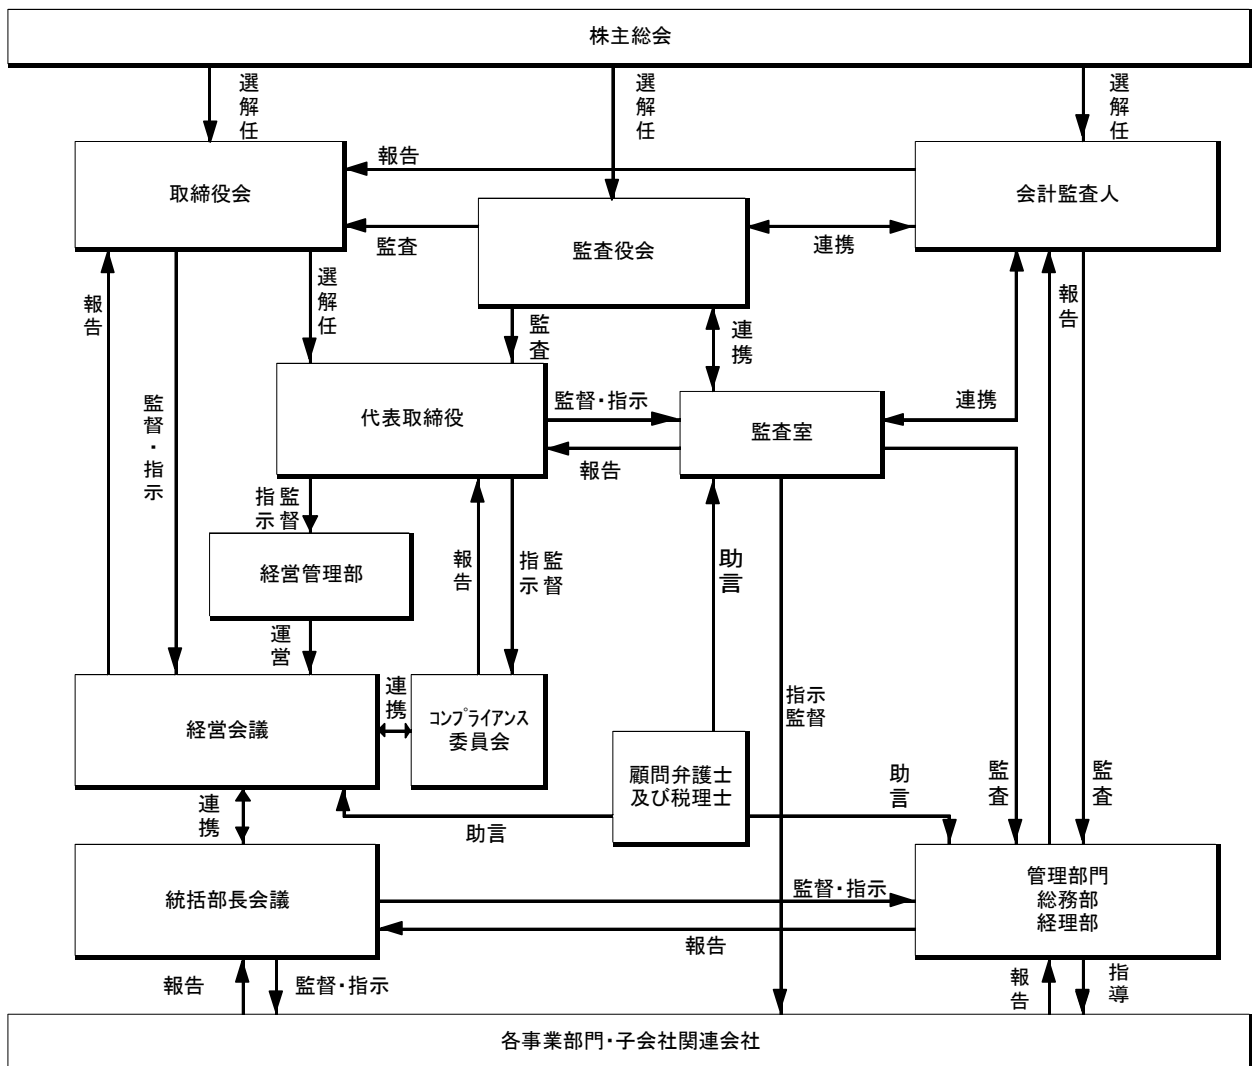 株主総会
選解任
選解任
選解任
取締役会
報告
会計監査人
監査
監査役会
連携
報告
選解任
監査
連携
報告
監督・指示
代表取締役
監督・指示
報告
監査室
連携
監督
指示
経営管理部
報告
監督
指示
助言
運営
経営会議
連携
コンプライアンス
委員会
指示
監督
顧問弁護士
及び税理士
助言
助言
監査
監査
連携
統括部長会議
監督・指示
報告
管理部門
総務部
経理部
報告
監督・指示
報告
指導
各事業部門・子会社関連会社